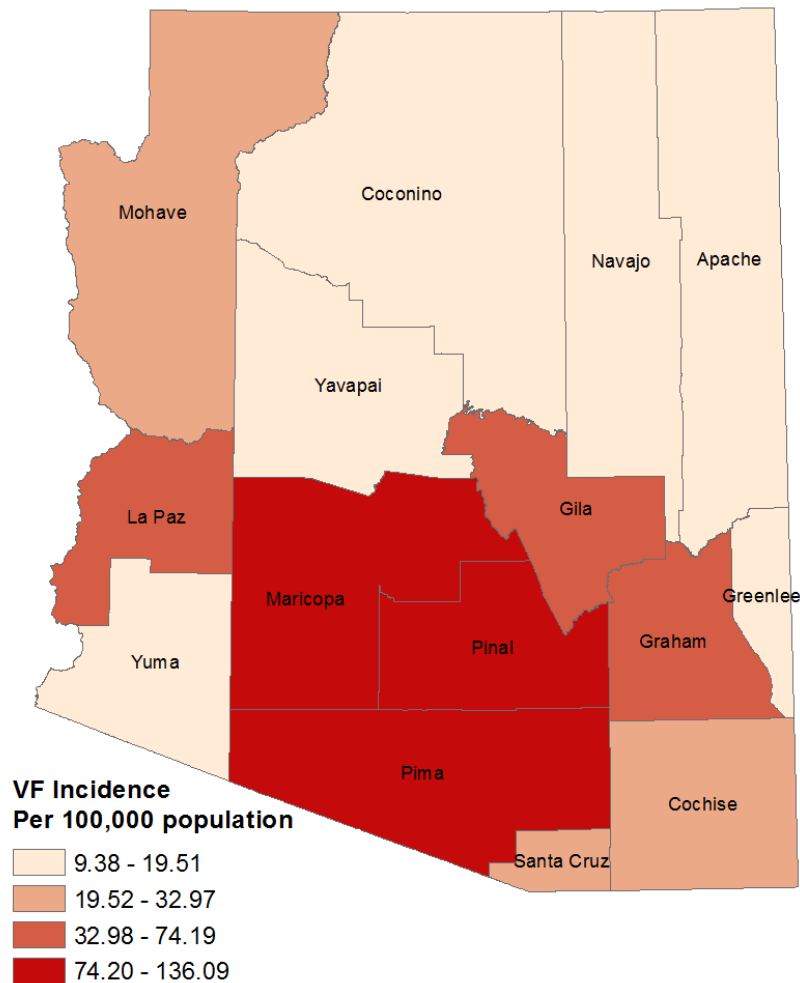 Mohave
Coconino
Navajo
Apache
Yavapai
La Paz
Gila
Maricopa
Greenlee
Yuma
Pinal
Graham
Pima
Cochise
Santa Cruz
VF Incidence
Per 100,000 population
9.38 - 19.51
19.52 - 32.97
32.98 - 74.19
74.20 - 136.09